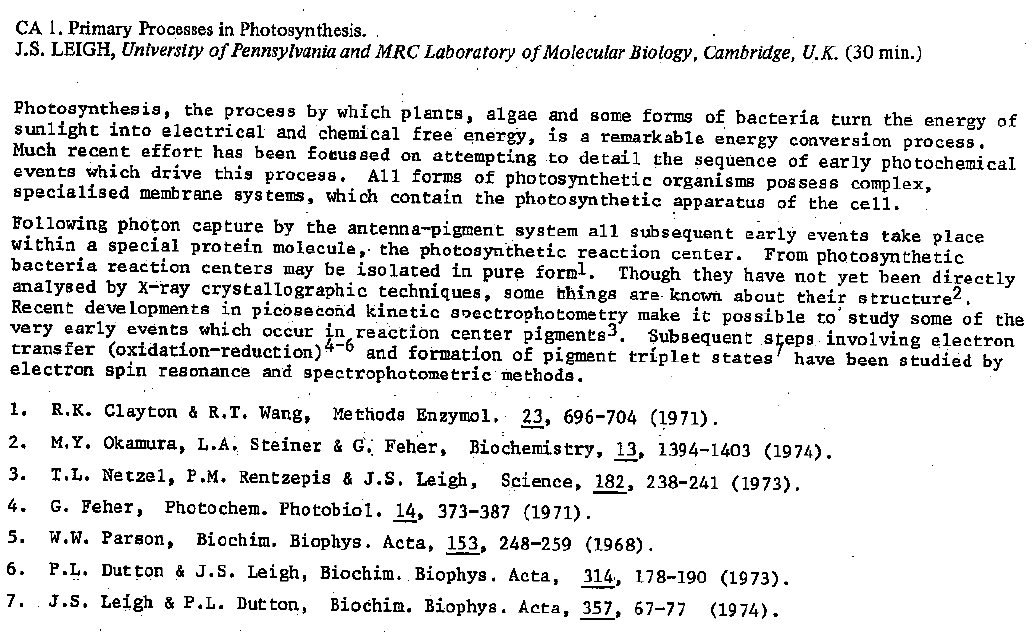 CA 1. Primary Processes in Photosynthesis.
J.S. LEIGH, University of Pennsylvania and MRC Laboratory of Molecular Biology, Cambridge, U.K. (30 min.)
Photosynthesis, the process by which plants, algae and some forms of bacteria turn the energy of
sunlight into electrical and chemical free energy, is a remarkable energy conversion process.
Much recent effort has been focussed on attempting to detail the sequence of early photochemical
events which drive this process. All forms of photosynthetic organisms possess complex,
specialised membrane systems, which contain the photosynthetic apparatus of the cell.
Following photon capture by the antenna-pigment system all subsequent early events take place
within a special protein molecule, the photosynthetic reaction center. From photosynthetic
bacteria reaction centers may be isolated in pure form1. Though they have not yet been directly
analysed by X-ray crystallographic techniques, some things are known about their structure2.
Recent developments in picosecond kinetic spectrophotometry make it possible to study some of the
very early events which occur in reaction center pigments3. Subsequent steps involving electron
transfer (oxidation-reduction)4-6 and formation of pigment triplet states7 have been studied by
electron spin resonance and spectrophotometric methods.
1. R.K. Clayton & R.T. Wang, Methods Enzymol. 23, 696-704 (1971).
2. M.Y. Okamura, L.A. Steiner & G. Feher, Biochemistry, 13, 1394-1403 (1974).
3. T.L. Netzel, P.M. Rentzepis & J.S. Leigh, Science, 182, 238-241 (1973).
4. G. Feher, Photochem. Photobiol. 14, 373-387 (1971).
5. W.W. Parson, Biochim. Biophys. Acta, 153, 248-259 (1968).
6. P.L. Dutton & J.S. Leigh, Biochim. Biophys. Acta, 314, 178-190 (1973).
7. J.S. Leigh & P.L. Dutton, Biochim. Biophys. Acta, 357, 67-77 (1974).